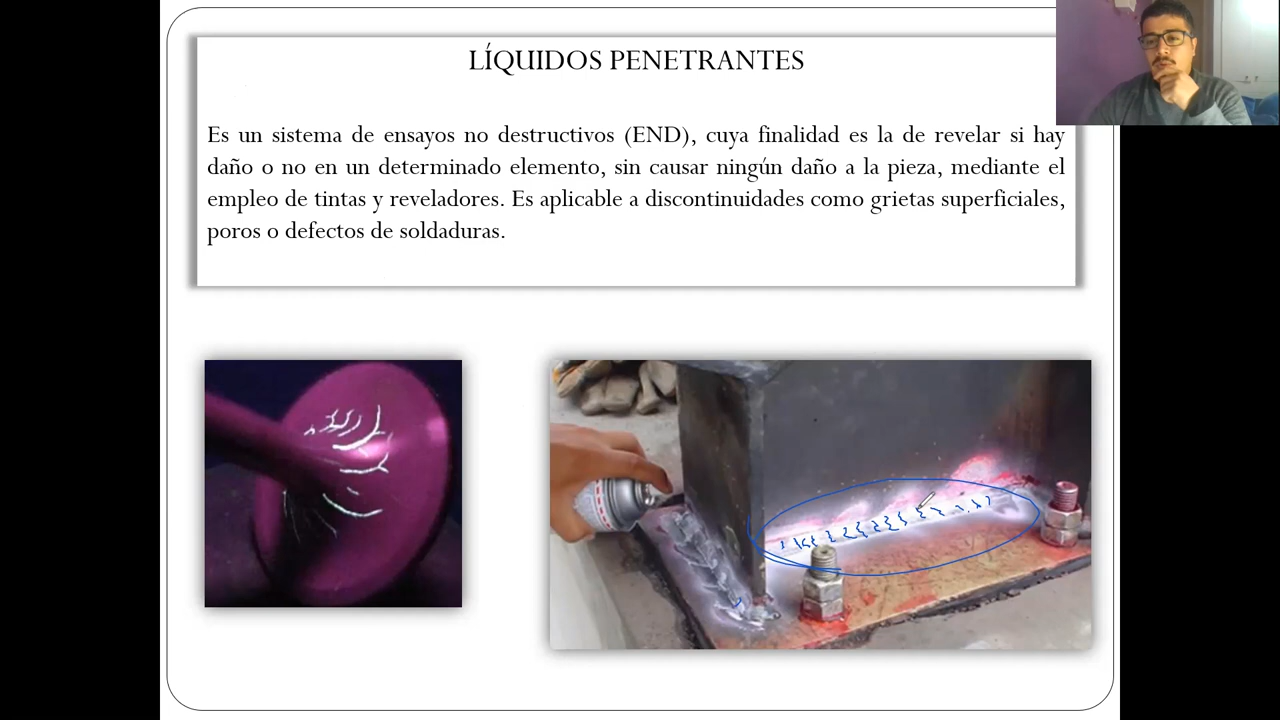 LÍQUIDOS PENETRANTES
Es un sistema de ensayos no destructivos (END), cuya finalidad es la de revelar si hay
daño o no en un determinado elemento, sin causar ningún daño a la pieza, mediante el
empleo de tintas y reveladores. Es aplicable a discontinuidades como grietas superficiales,
poros o defectos de soldaduras.